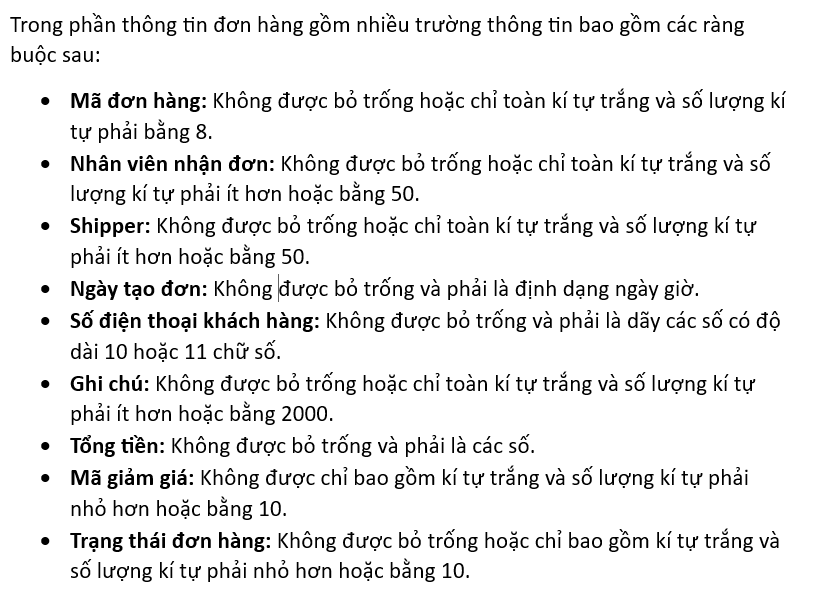 Trong phần thông tin đơn hàng gồm nhiều trường thông tin bao gồm các ràng
buộc sau:
• Mã đơn hàng: Không được bỏ trống hoặc chỉ toàn kí tự trắng và số lượng kí
tự phải bằng 8.
• Nhân viên nhận đơn: Không được bỏ trống hoặc chỉ toàn kí tự trắng và số
lượng kí tự phải ít hơn hoặc bằng 50.
• Shipper: Không được bỏ trống hoặc chỉ toàn kí tự trắng và số lượng kí tự
phải ít hơn hoặc bằng 50.
• Ngày tạo đơn: Không được bỏ trống và phải là định dạng ngày giờ.
• Số điện thoại khách hàng: Không được bỏ trống và phải là dãy các số có độ
dài 10 hoặc 11 chữ số.
• Ghi chú: Không được bỏ trống hoặc chỉ toàn kí tự trắng và số lượng kí tự
phải ít hơn hoặc bằng 2000.
• Tổng tiền: Không được bỏ trống và phải là các số.
• Mã giảm giá: Không được chỉ bao gồm kí tự trắng và số lượng kí tự phải
nhỏ hơn hoặc bằng 10.
• Trạng thái đơn hàng: Không được bỏ trống hoặc chỉ bao gồm kí tự trắng và
số lượng kí tự phải nhỏ hơn hoặc bằng 10.